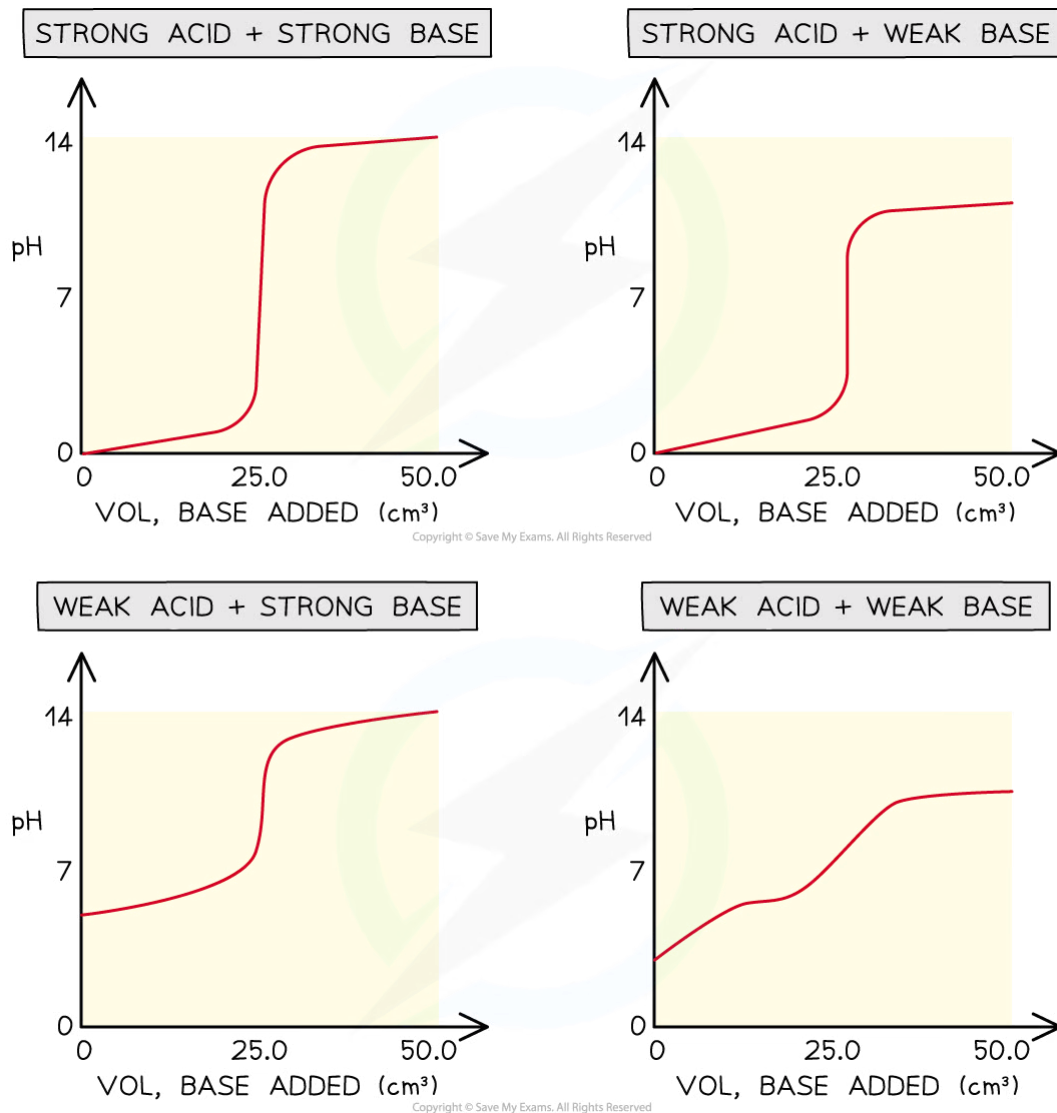 STRONG ACID + STRONG BASE
14
pH
7
0
0 25.0 50.0
VOL, BASE ADDED (cm³)
STRONG ACID + WEAK BASE
14
pH
7
0
0 25.0 50.0
VOL, BASE ADDED (cm³)
Copyright © Save My Exams. All Rights Reserved
WEAK ACID + STRONG BASE
14
pH
7
0
0 25.0 50.0
VOL, BASE ADDED (cm³)
WEAK ACID + WEAK BASE
14
pH
7
0
0 25.0 50.0
VOL, BASE ADDED (cm³)
Copyright © Save My Exams. All Rights Reserved